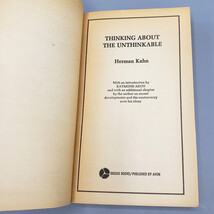 THINKING ABOUT
THE UNTHINKABLE
Herman Kahn
With an introduction by
RAYMOND ARON
and with an additional chapter
by the author on recent
developments and the controversy
over his ideas
DISCUS BOOKS/PUBLISHED BY AVON